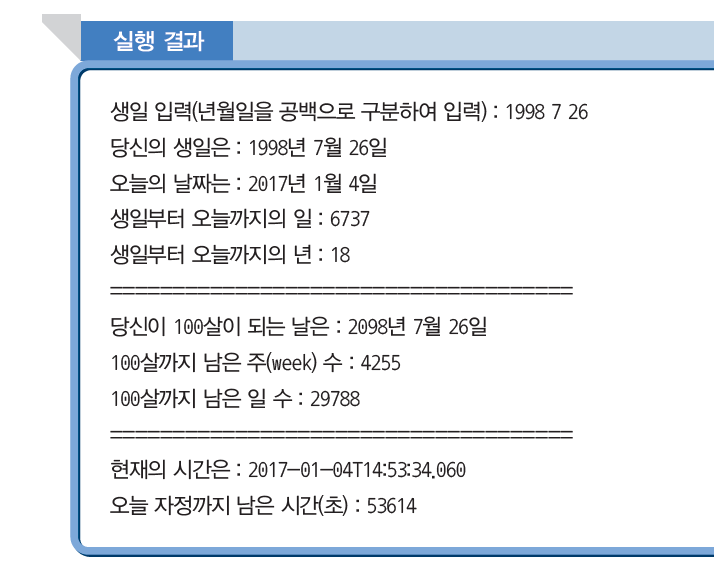 실행 결과
생일 입력(년월일을 공백으로 구분하여 입력) : 1998 7 26
당신의 생일은 : 1998년 7월 26일
오늘의 날짜는 : 2017년 1월 4일
생일부터 오늘까지의 일 : 6737
생일부터 오늘까지의 년 : 18
=====================================
당신이 100살이 되는 날은 : 2098년 7월 26일
100살까지 남은 주(week) 수 : 4255
100살까지 남은 일 수 : 29788
=====================================
현재의 시간은 : 2017-01-04T14:53:34.060
오늘 자정까지 남은 시간(초) : 53614